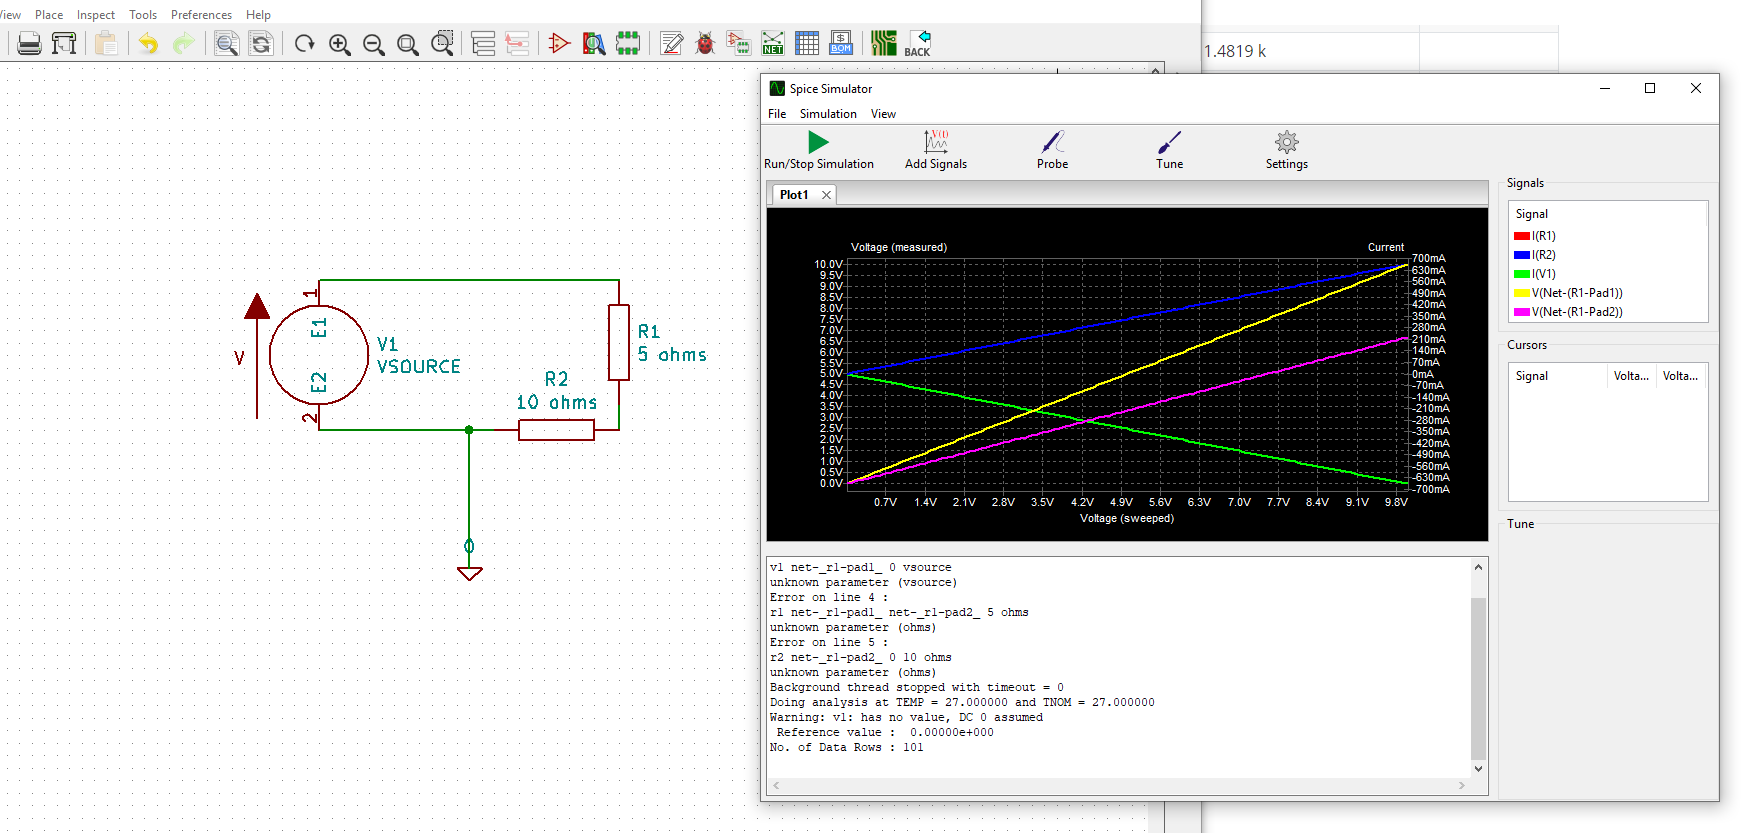 View Place Inspect Tools Preferences Help
NET BOM BACK
1.4819 k
Spice Simulator
File Simulation View
V(t)
Run/Stop Simulation Add Signals Probe Tune Settings
Plot1
Signals
Signal
I(R1)
I(R2)
I(V1)
V(Net-(R1-Pad1))
V(Net-(R1-Pad2))
Cursors
Signal Volta... Volta...
Tune
Voltage (measured) Current
10.0V
9.5V
9.0V
8.5V
8.0V
7.5V
7.0V
6.5V
6.0V
5.5V
5.0V
4.5V
4.0V
3.5V
3.0V
2.5V
2.0V
1.5V
1.0V
0.5V
0.0V
700mA
630mA
560mA
490mA
420mA
350mA
280mA
210mA
140mA
70mA
0mA
-70mA
-140mA
-210mA
-280mA
-350mA
-420mA
-490mA
-560mA
-630mA
-700mA
0.7V 1.4V 2.1V 2.8V 3.5V 4.2V 4.9V 5.6V 6.3V 7.0V 7.7V 8.4V 9.1V 9.8V
Voltage (swept)
1
E1
V
V1
VSOURCE
E2
2
R1
5 ohms
R2
10 ohms
0
v1 net-_r1-pad1_ 0 vsource
unknown parameter (vsource)
Error on line 4 :
r1 net-_r1-pad1_ net-_r1-pad2_ 5 ohms
unknown parameter (ohms)
Error on line 5 :
r2 net-_r1-pad2_ 0 10 ohms
unknown parameter (ohms)
Background thread stopped with timeout = 0
Doing analysis at TEMP = 27.000000 and TNOM = 27.000000
Warning: v1: has no value, DC 0 assumed
Reference value : 0.00000e+000
No. of Data Rows : 101